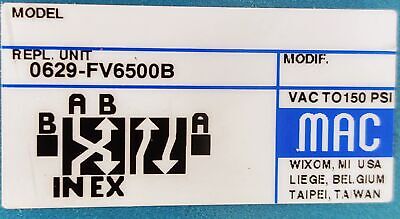 MODEL
REPL. UNIT
0629-FV6500B
MODIF.
A B
B A
IN EX
VAC TO 150 PSI
MAC
WIXOM, MI USA
LIEGE, BELGIUM
TAIPEI, TAIWAN